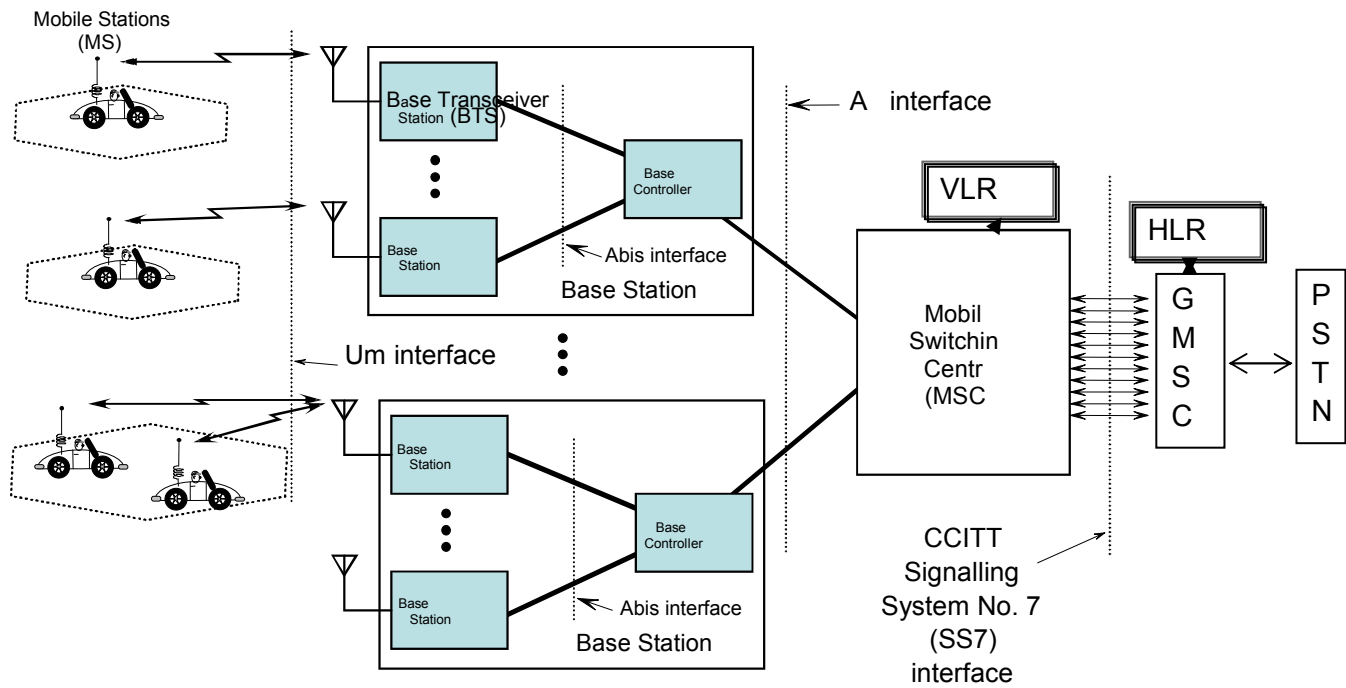 Mobile Stations
(MS)
Base Transceiver
Station (BTS)
Base
Controller
Base
Station
Abis interface
Base Station
Um interface
A interface
VLR
HLR
Mobil
Switchin
Centr
(MSC
G
M
S
C
P
S
T
N
Base
Station
Base
Controller
Base
Station
Abis interface
Base Station
CCITT
Signalling
System No. 7
(SS7)
interface